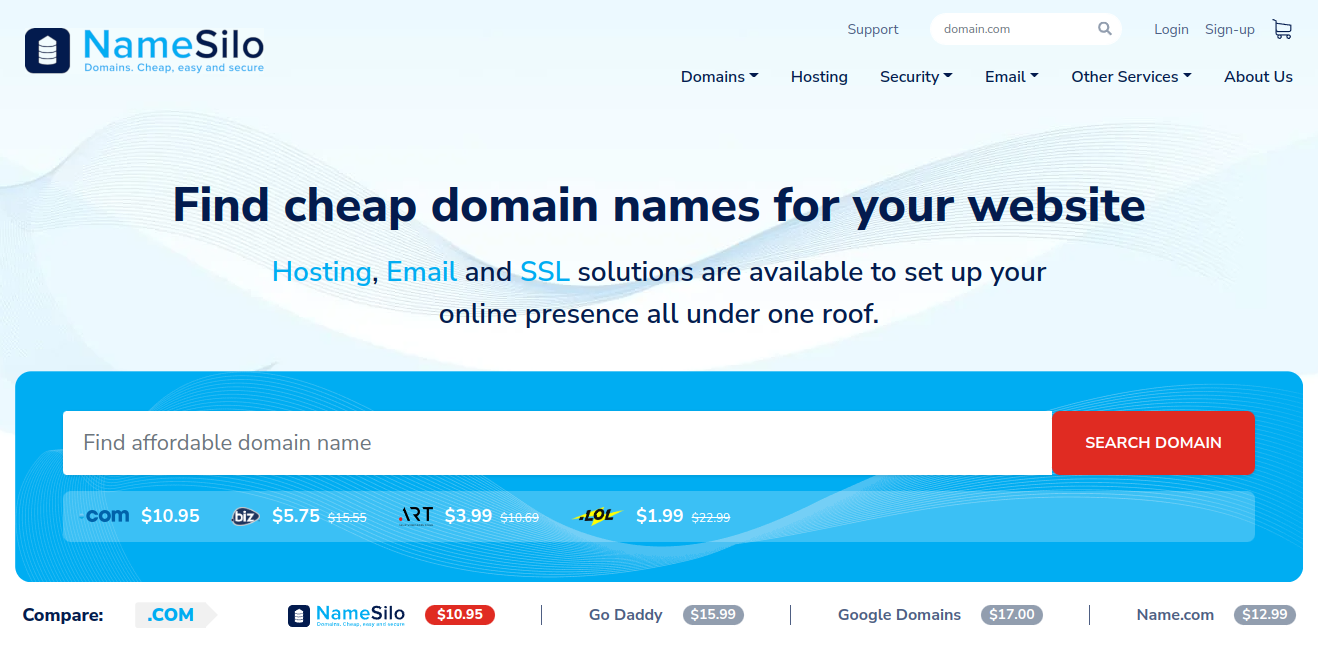 NameSilo
Domains. Cheap, easy and secure
Support
domain.com
Login
Sign-up
Domains
Hosting
Security
Email
Other Services
About Us
Find cheap domain names for your website
Hosting, Email and SSL solutions are available to set up your
online presence all under one roof.
Find affordable domain name
SEARCH DOMAIN
.com $10.95
.biz $5.75 $15.55
.ART $3.99 $10.69
.LOL $1.99 $22.99
Compare:
.COM
NameSilo
Domains. Cheap, easy and secure
$10.95
Go Daddy $15.99
Google Domains $17.00
Name.com $12.99